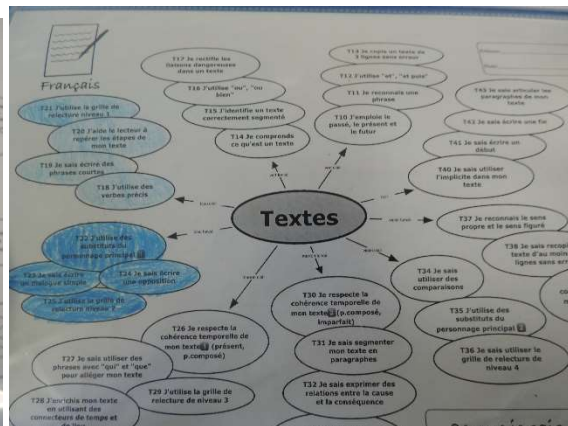 Français
T17 Je rectifie les
liaisons dangereuses
dans un texte
T16 J'utilises "ou", "ou
bien"
T15 J'identifie un texte
correctement segmenté
T14 Je comprends
ce qu'est un texte
T13 Je copie un texte de
3 lignes sans erreur
T12 J'utilises "et", "et puis"
T11 Je reconnais une
phrase
T10 J'emploie le
passé, le présent et
le futur
T43 Je sais articuler les
paragraphes de mon
texte
T42 Je sais écrire une fin
T41 Je sais écrire un
début
T40 Je sais utiliser
l'implicite dans mon
texte
T21 J'utilise la grille de
relecture niveau 1
T20 J'aide le lecteur à
repérer les étapes de
mon texte
T19 Je sais écrire des
phrases courtes
T18 J'utilise des
verbes précis
Textes
T37 Je reconnais le sens
propre et le sens figuré
T38 Je sais
texte d'au
lignes sans
T22 J'utilise des
substituts du
personnage principal
T23 Je sais écrire
un dialogue simple
T24 Je sais écrire
une opposition
T25 J'utilise la grille de
relecture niveau 2
T34 Je sais
utiliser des
comparaisons
T35 J'utilise des
substituts du
personnage principal
T36 Je sais utiliser le
grille de relecture de
niveau 4
T30 Je respecte la
cohérence temporelle de
mon texte (p.composé,
imparfait)
T31 Je sais segmenter
mon texte en
paragraphes
T32 Je sais exprimer des
relations entre la cause
et la conséquence
T26 Je respecte la
cohérence temporelle de
mon texte (présent,
p.composé)
T27 Je sais utiliser des
phrases avec "qui" et "que"
pour alléger mon texte
T29 J'utilise la grille de
relecture de niveau 3
T28 J'enrichis mon texte
en utilisant des
connecteurs de temps et
de lieu